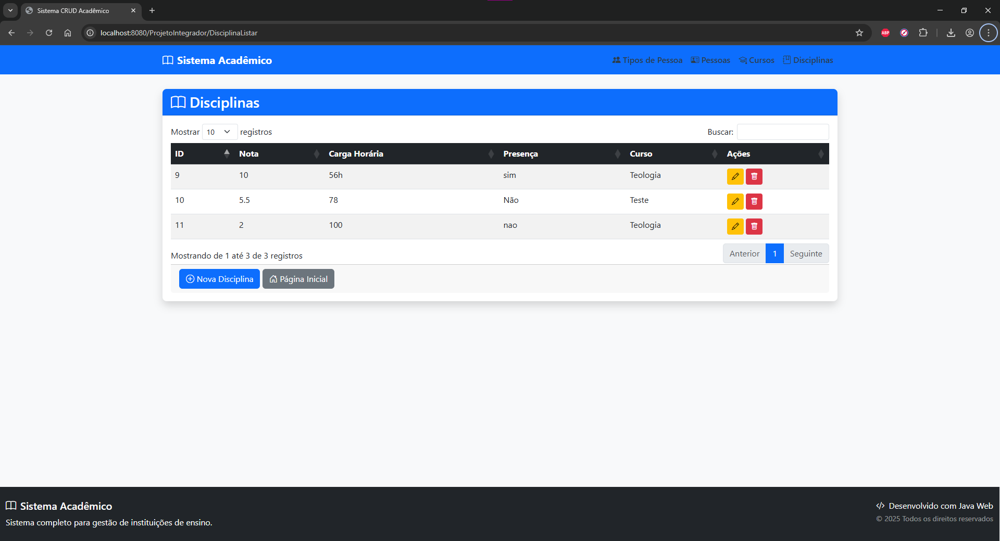 Sistema CRUD Acadêmico
localhost:8080/ProjetoIntegrador/DisciplinaListar
ABP
Sistema Acadêmico
Tipos de Pessoa Pessoas Cursos Disciplinas
Disciplinas
Mostrar 10 registros
Buscar:
ID Nota Carga Horária Presença Curso Ações
9 10 56h sim Teologia
10 5.5 78 Não Teste
11 2 100 nao Teologia
Mostrando de 1 até 3 de 3 registros
Anterior 1 Seguinte
Nova Disciplina Página Inicial
Sistema Acadêmico
Sistema completo para gestão de instituições de ensino.
Desenvolvido com Java Web
© 2025 Todos os direitos reservados